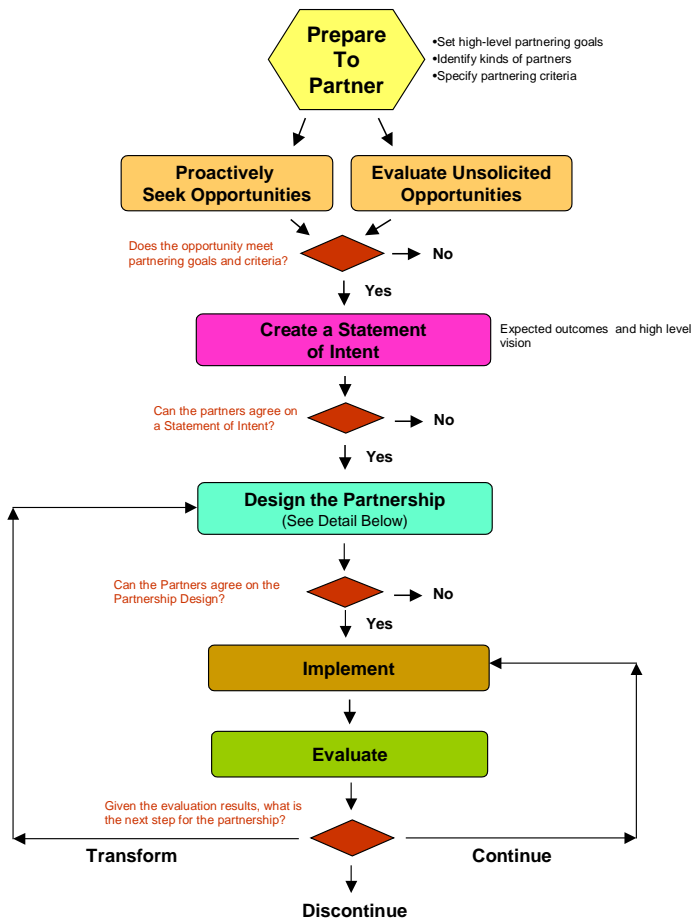 Prepare
To
Partner
•Set high-level partnering goals
•Identify kinds of partners
•Specify partnering criteria
Proactively
Seek Opportunities
Evaluate Unsolicited
Opportunities
Does the opportunity meet
partnering goals and criteria?
No
Yes
Create a Statement
of Intent
Expected outcomes and high level
vision
Can the partners agree on
a Statement of Intent?
No
Yes
Design the Partnership
(See Detail Below)
Can the Partners agree on the
Partnership Design?
No
Yes
Implement
Evaluate
Given the evaluation results, what is
the next step for the partnership?
Transform
Continue
Discontinue